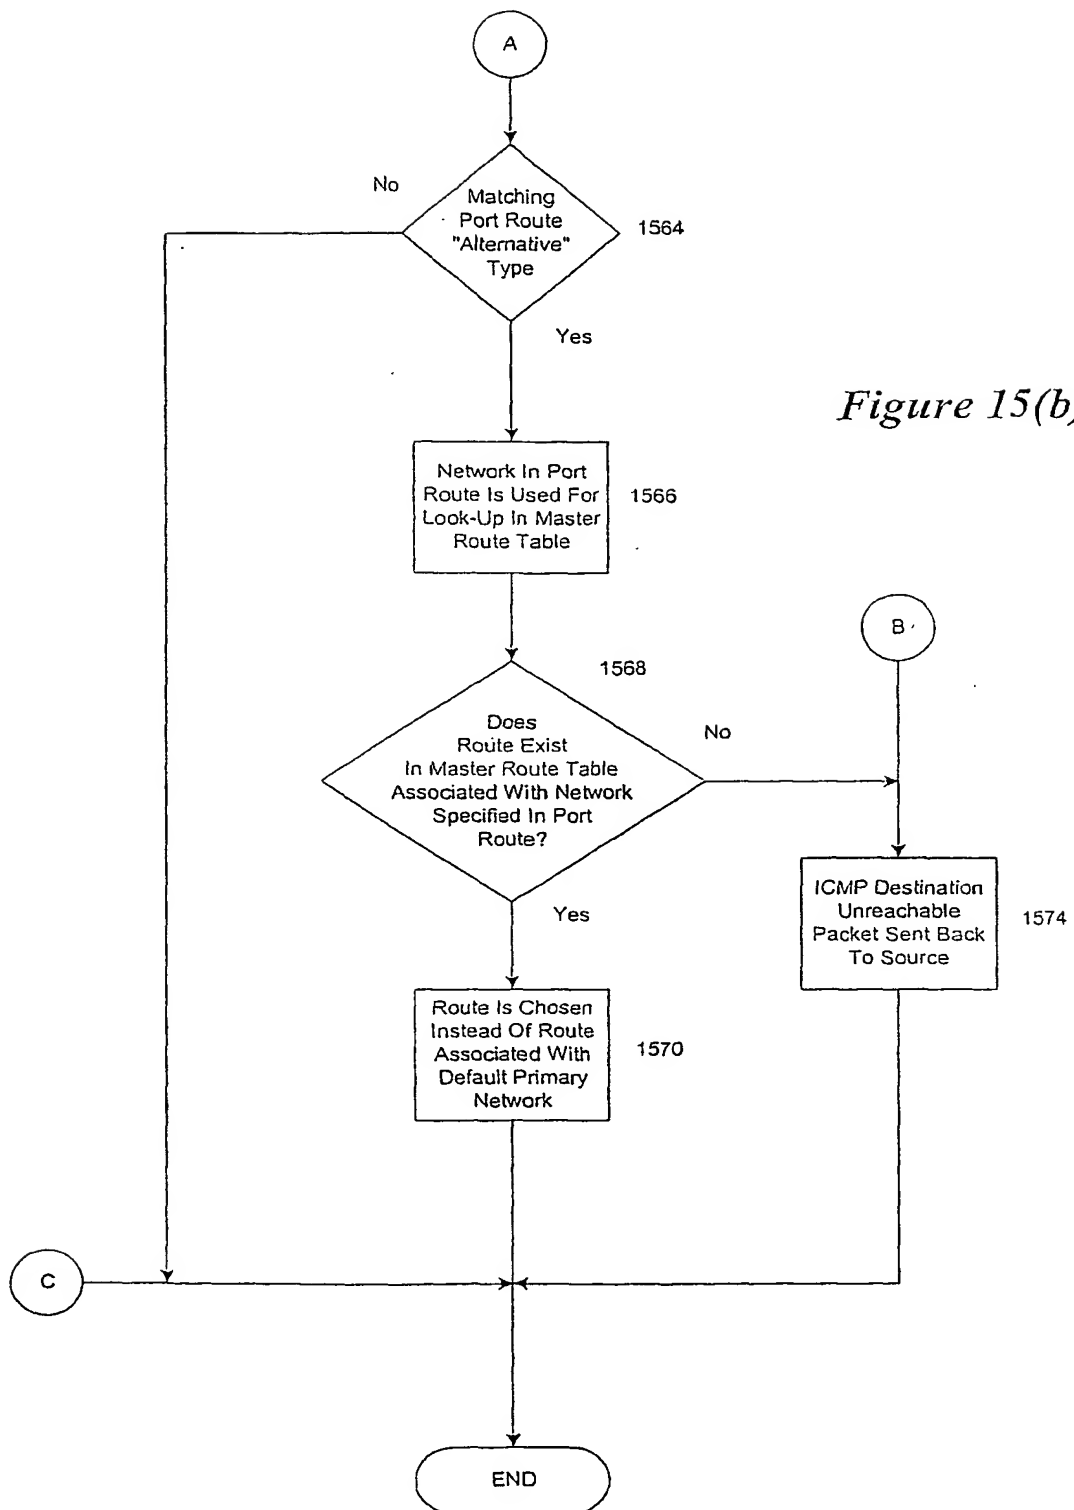 A
No
Matching
Port Route
"Alternative"
Type
1564
Yes
Figure 15(b)
Network In Port
Route Is Used For
Look-Up In Master
Route Table
1566
B
1568
Does
Route Exist
In Master Route Table
Associated With Network
Specified In Port
Route?
No
Yes
ICMP Destination
Unreachable
Packet Sent Back
To Source
1574
Route Is Chosen
Instead Of Route
Associated With
Default Primary
Network
1570
C
END